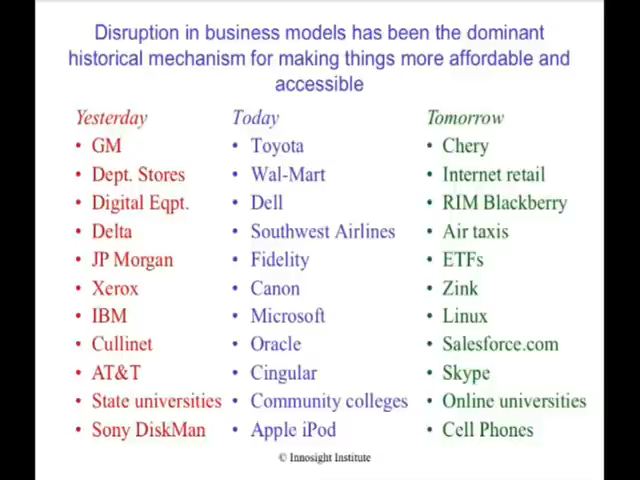 Disruption in business models has been the dominant
historical mechanism for making things more affordable and
accessible
Yesterday Today Tomorrow
• GM • Toyota • Chery
• Dept. Stores • Wal-Mart • Internet retail
• Digital Eqpt. • Dell • RIM Blackberry
• Delta • Southwest Airlines • Air taxis
• JP Morgan • Fidelity • ETFs
• Xerox • Canon • Zink
• IBM • Microsoft • Linux
• Cullinet • Oracle • Salesforce.com
• AT&T • Cingular • Skype
• State universities • Community colleges • Online universities
• Sony DiskMan • Apple iPod • Cell Phones
© Innosight Institute